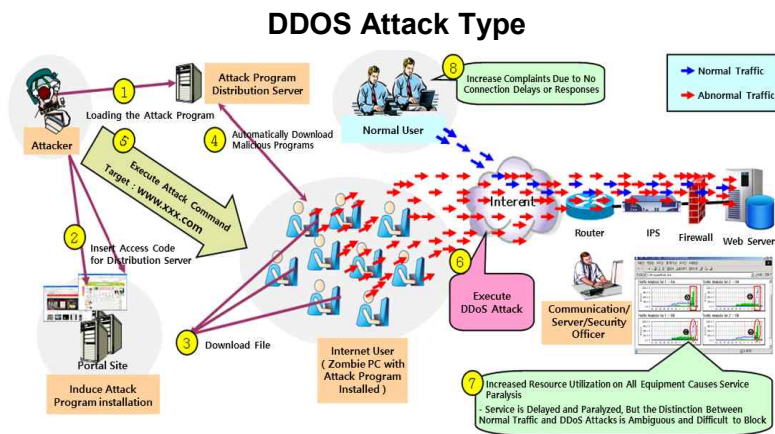 DDOS Attack Type
1
Loading the Attack Program
Attacker
Attack Program
Distribution Server
5
Execute Attack Command
Target : www.xxx.com
4
Automatically Download
Malicious Programs
2
Insert Access Code
for Distribution Server
Portal Site
Induce Attack
Program installation
3
Download File
Internet User
( Zombie PC with
Attack Program
Installed )
Normal User
8
Increase Complaints Due to No
Connection Delays or Responses
Normal Traffic
Abnormal Traffic
Internet
6
Execute
DDoS Attack
Router
IPS
Firewall
Web Server
Communication/
Server/Security
Officer
7
Increased Resource Utilization on All Equipment Causes Service
Paralysis
- Service is Delayed and Paralyzed, But the Distinction Between
Normal Traffic and DDoS Attacks is Ambiguous and Difficult to Block